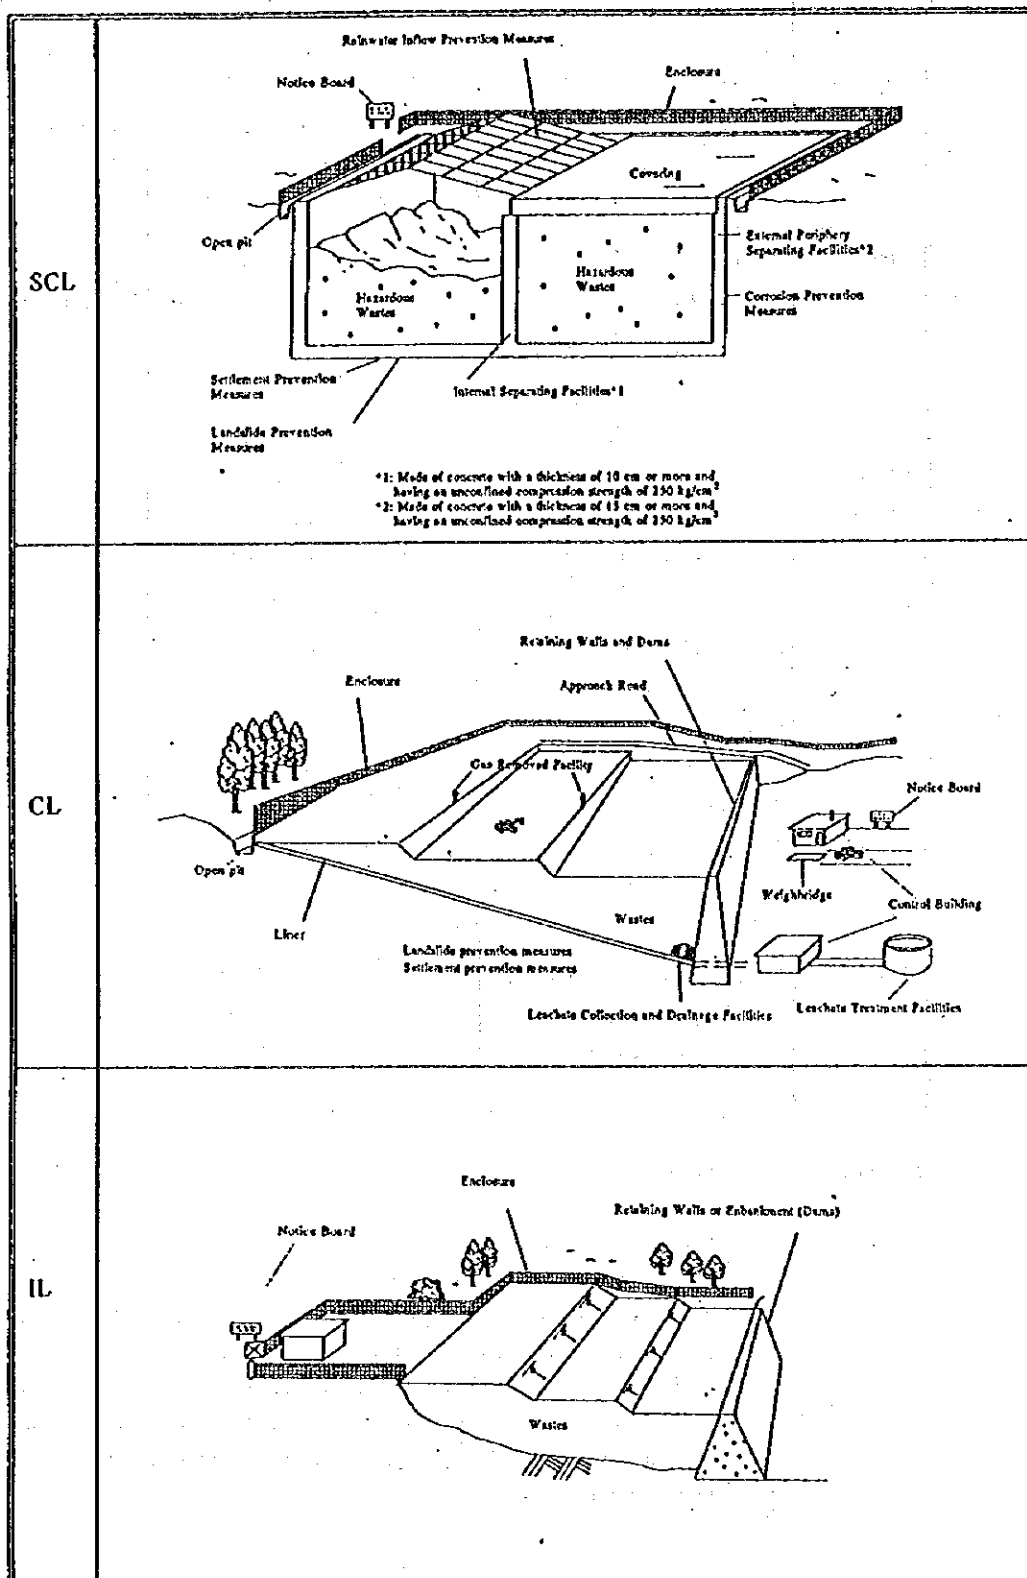 SCL
Rainwater Inflow Prevention Measures
Notice Board
Enclosure
Covering
Open pit
External Periphery
Separating Facilities*2
Hazardous
Wastes
Hazardous
Wastes
Corrosion Prevention
Measures
Settlement Prevention
Measures
Internal Separating Facilities*1
Landslide Prevention
Measures
*1: Made of concrete with a thickness of 10 cm or more and
having an unconfined compression strength of 250 kg/cm²
*2: Made of concrete with a thickness of 15 cm or more and
having an unconfined compression strength of 250 kg/cm²
CL
Retaining Walls and Dams
Enclosure
Approach Road
Gas Removed Facility
Notice Board
Open pit
Weighbridge
Control Building
Liner
Wastes
Landslide prevention measures
Settlement prevention measures
Leachate Collection and Drainage Facilities
Leachate Treatment Facilities
IL
Enclosure
Retaining Walls or Enbankment (Dams)
Notice Board
Wastes